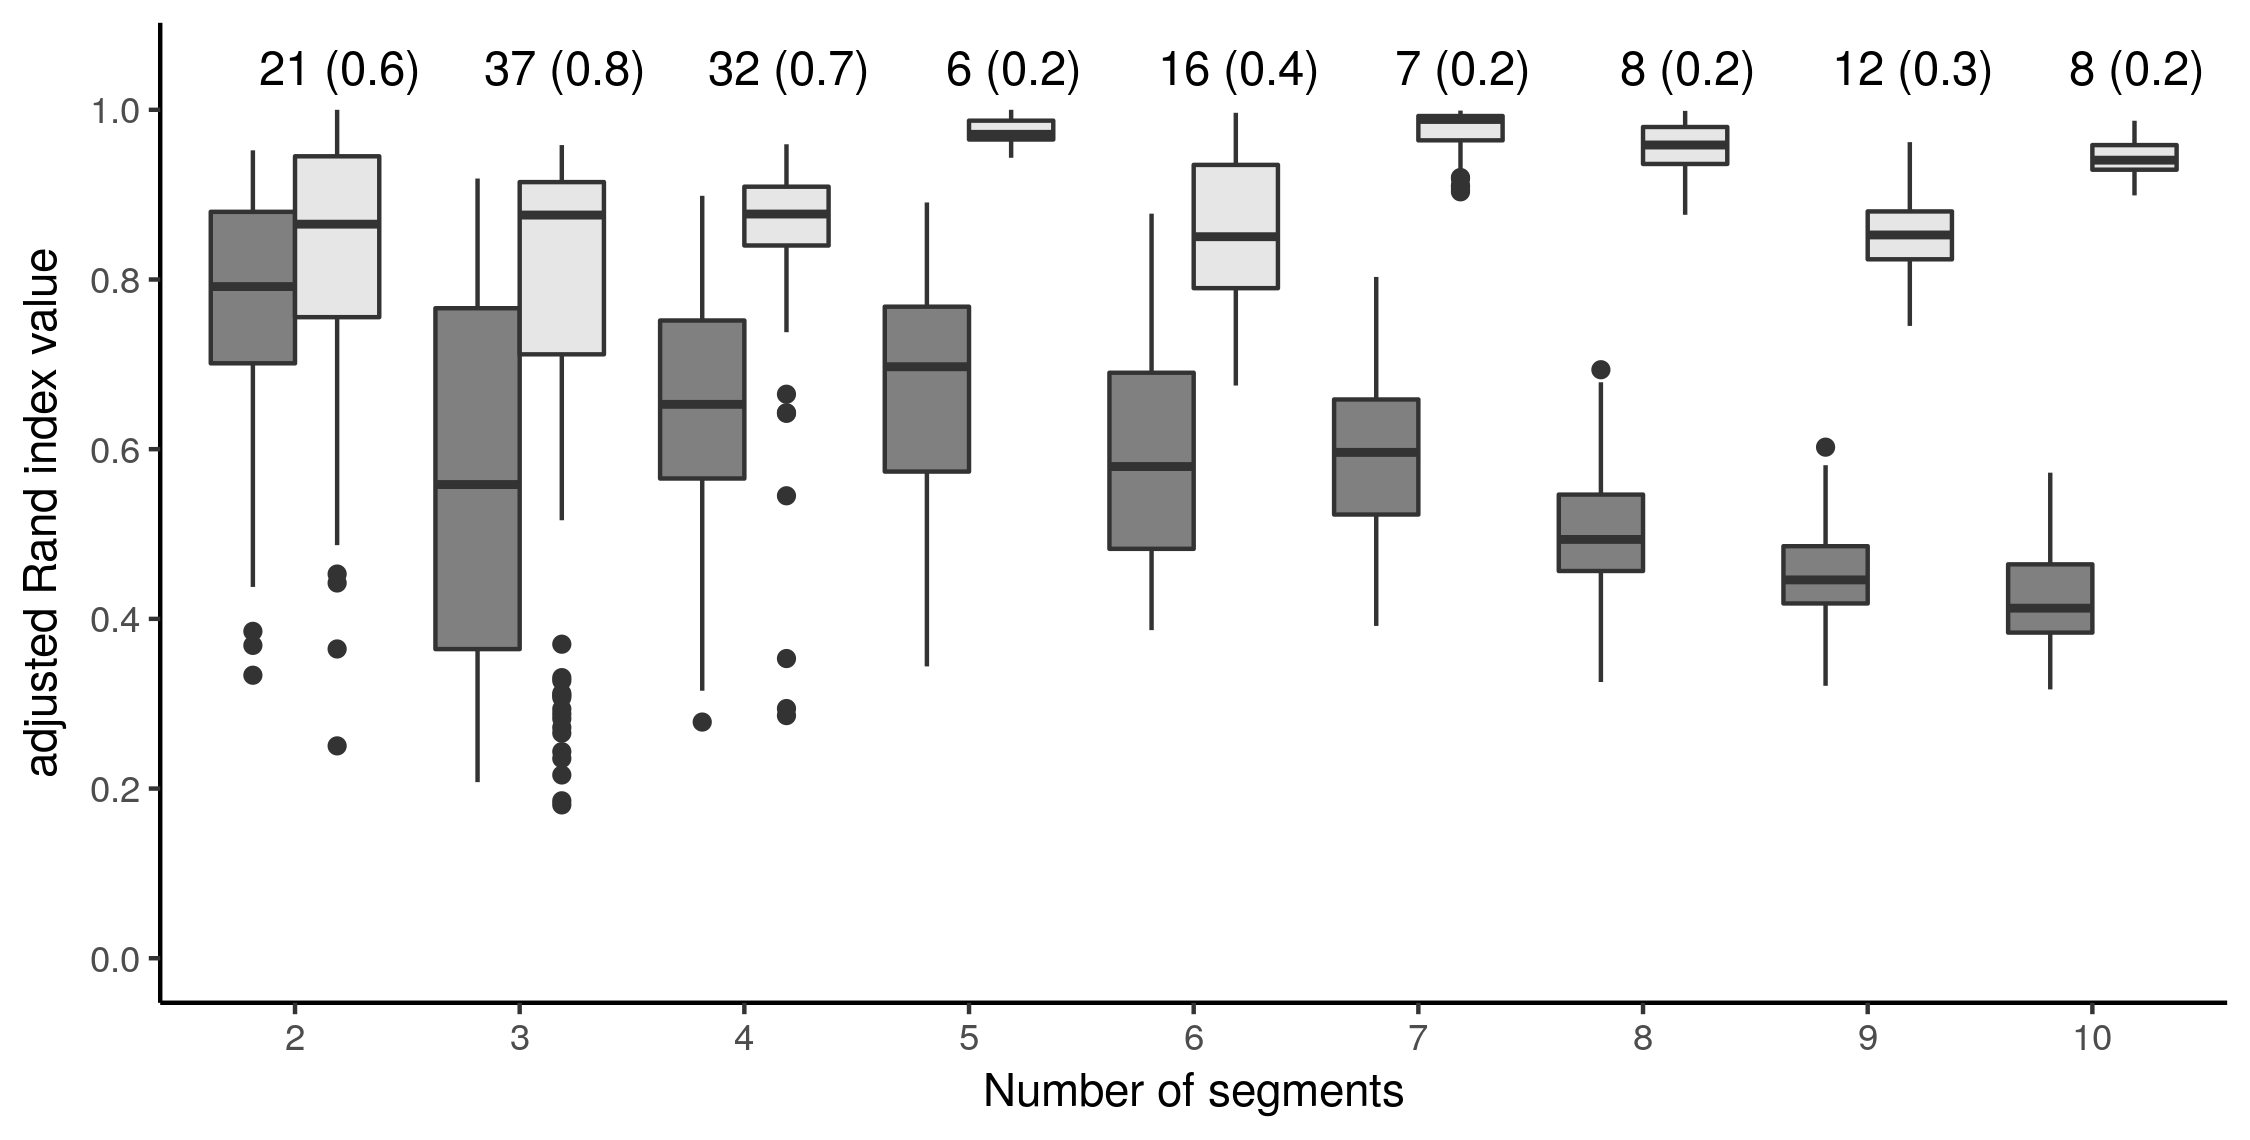 21 (0.6) 37 (0.8) 32 (0.7) 6 (0.2) 16 (0.4) 7 (0.2) 8 (0.2) 12 (0.3) 8 (0.2)
adjusted Rand index value
1.0
0.8
0.6
0.4
0.2
0.0
2 3 4 5 6 7 8 9 10
Number of segments